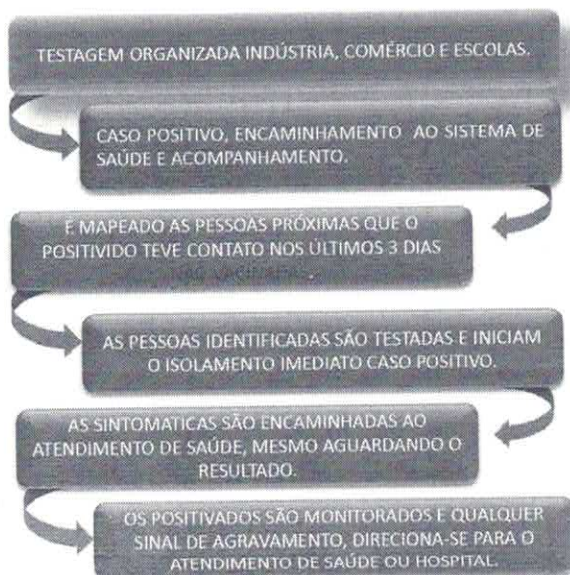 TESTAGEM ORGANIZADA INDÚSTRIA, COMÉRCIO E ESCOLAS.
CASO POSITIVO, ENCAMINHAMENTO AO SISTEMA DE
SAÚDE E ACOMPANHAMENTO.
E MAPEADO AS PESSOAS PRÓXIMAS QUE O
POSITIVIDO TEVE CONTATO NOS ÚLTIMOS 3 DIAS
NÃO VACINADAS
.
AS PESSOAS IDENTIFICADAS SÃO TESTADAS E INICIAM
O ISOLAMENTO IMEDIATO CASO POSITIVO.
AS SINTOMATICAS SÃO ENCAMINHADAS AO
ATENDIMENTO DE SAÚDE, MESMO AGUARDANDO O
RESULTADO.
OS POSITIVADOS SÃO MONITORADOS E QUALQUER
SINAL DE AGRAVAMENTO, DIRECIONA-SE PARA O
ATENDIMENTO DE SAÚDE OU HOSPITAL.